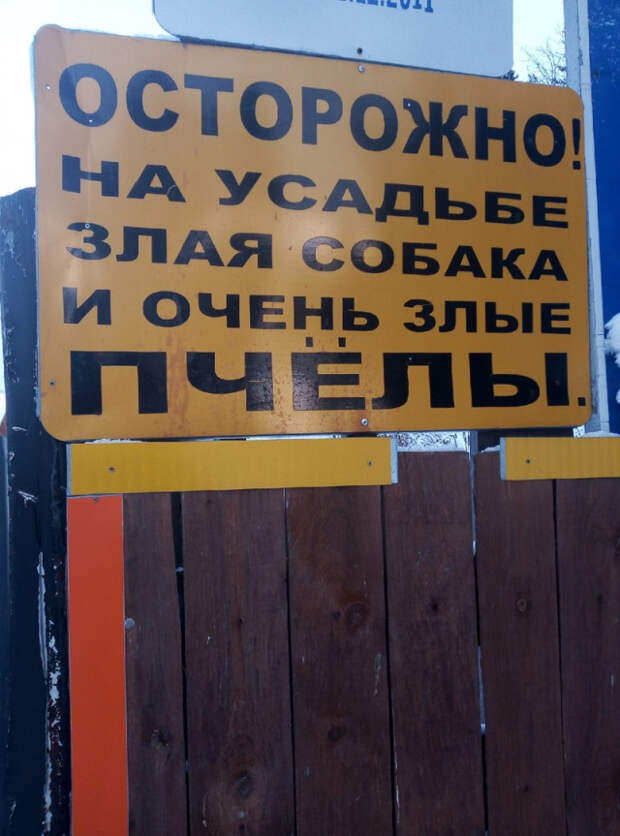 ОСТОРОЖНО!
НА УСАДЬБЕ
ЗЛАЯ СОБАКА
И ОЧЕНЬ ЗЛЫЕ
ПЧЁЛЫ.